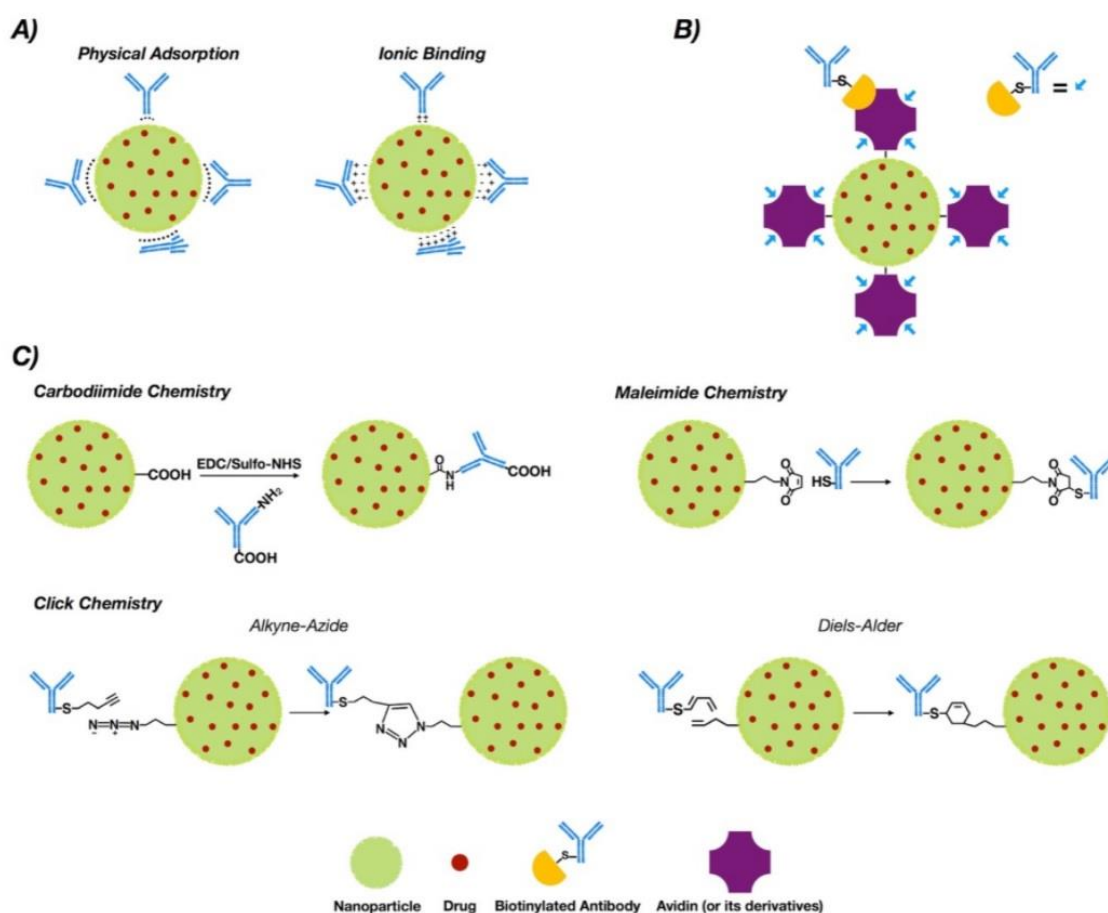 A)
Physical Adsorption
Ionic Binding
B)
S
S
=
C)
Carbodiimide Chemistry
COOH
EDC/Sulfo-NHS
NH₂
COOH
O
N
H
COOH
Maleimide Chemistry
O
N
O
HS
O
N
O
S
Click Chemistry
Alkyne-Azide
S
N=N=N
− +
S
N
N
N
Diels-Alder
S
S
S
Nanoparticle
Drug
Biotinylated Antibody
Avidin (or its derivatives)